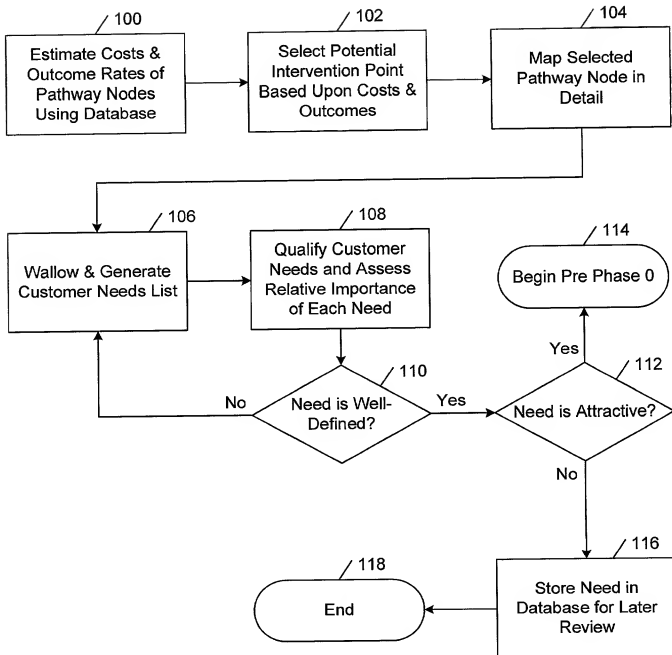 100
Estimate Costs &
Outcome Rates of
Pathway Nodes
Using Database
102
Select Potential
Intervention Point
Based Upon Costs &
Outcomes
104
Map Selected
Pathway Node in
Detail
106
Wallow & Generate
Customer Needs List
108
Qualify Customer
Needs and Assess
Relative Importance
of Each Need
114
Begin Pre Phase 0
Yes
110
Need is Well-
Defined?
No
Yes
112
Need is Attractive?
No
116
Store Need in
Database for Later
Review
118
End